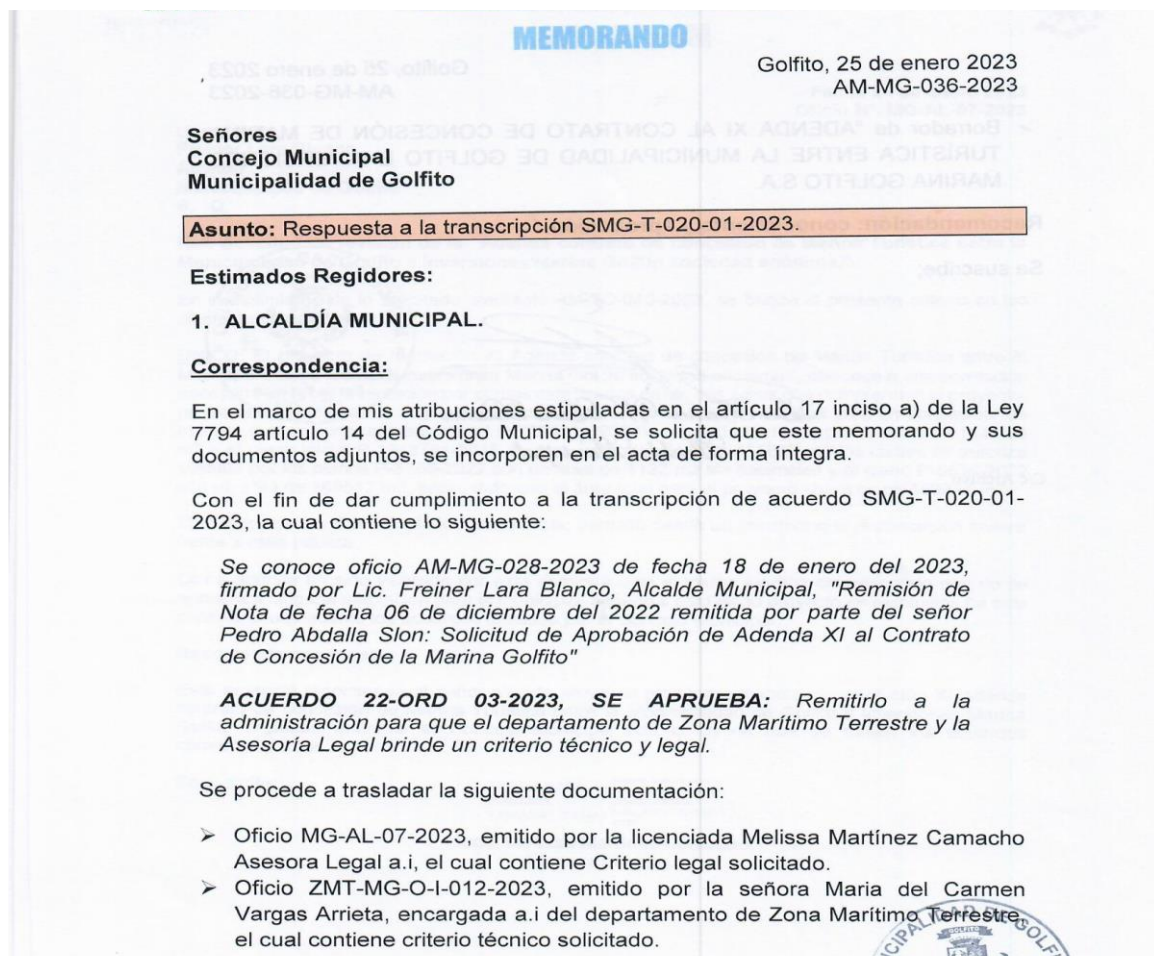 MEMORANDO
Golfito, 25 de enero 2023
AM-MG-036-2023
Señores
Concejo Municipal
Municipalidad de Golfito
Asunto: Respuesta a la transcripción SMG-T-020-01-2023.
Estimados Regidores:
1. ALCALDÍA MUNICIPAL.
Correspondencia:
En el marco de mis atribuciones estipuladas en el artículo 17 inciso a) de la Ley
7794 artículo 14 del Código Municipal, se solicita que este memorando y sus
documentos adjuntos, se incorporen en el acta de forma íntegra.
Con el fin de dar cumplimiento a la transcripción de acuerdo SMG-T-020-01-
2023, la cual contiene lo siguiente:
Se conoce oficio AM-MG-028-2023 de fecha 18 de enero del 2023,
firmado por Lic. Freiner Lara Blanco, Alcalde Municipal, "Remisión de
Nota de fecha 06 de diciembre del 2022 remitida por parte del señor
Pedro Abdalla Slon: Solicitud de Aprobación de Adenda XI al Contrato
de Concesión de la Marina Golfito"
ACUERDO 22-ORD 03-2023, SE APRUEBA: Remitirlo a la
administración para que el departamento de Zona Marítimo Terrestre y la
Asesoría Legal brinde un criterio técnico y legal.
Se procede a trasladar la siguiente documentación:
➢ Oficio MG-AL-07-2023, emitido por la licenciada Melissa Martínez Camacho
Asesora Legal a.i, el cual contiene Criterio legal solicitado.
➢ Oficio ZMT-MG-O-I-012-2023, emitido por la señora Maria del Carmen
Vargas Arrieta, encargada a.i del departamento de Zona Marítimo Terrestre,
el cual contiene criterio técnico solicitado.